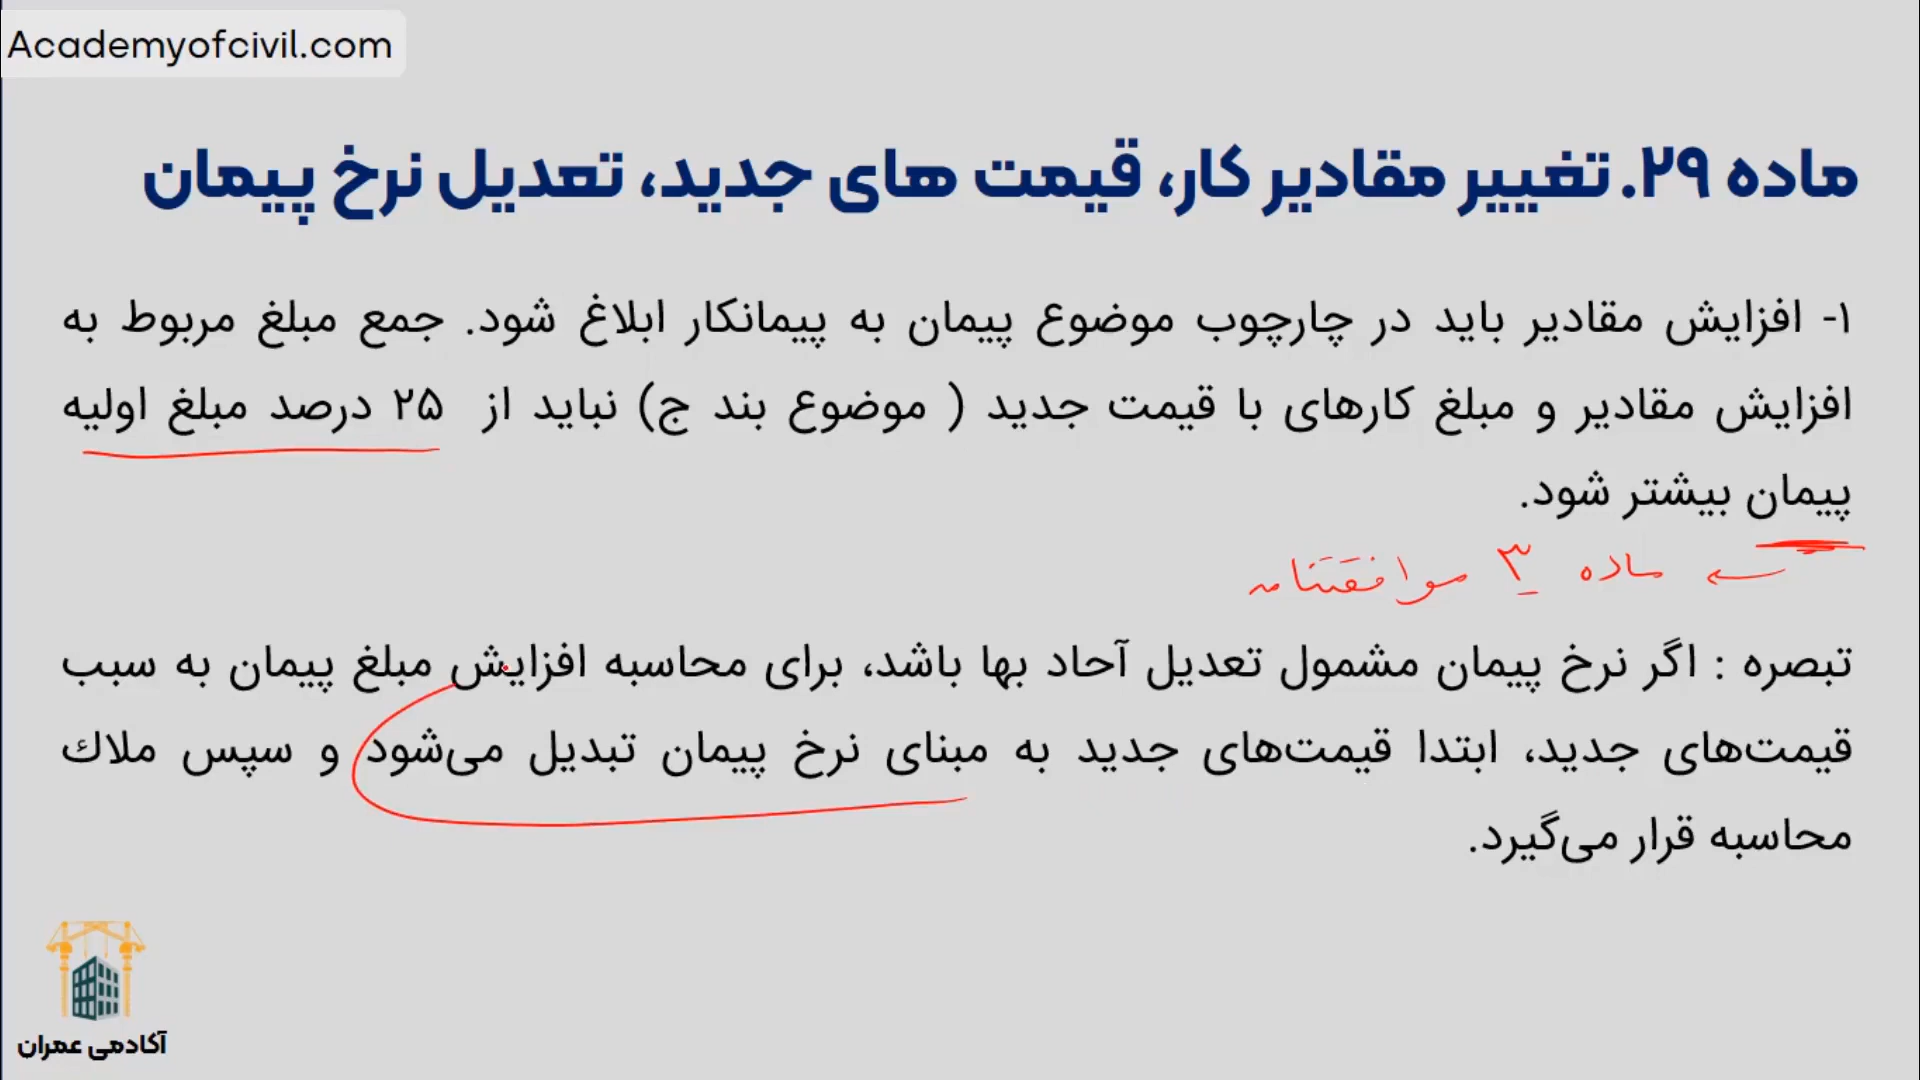 Academyofcivil.com
ماده ۲۹. تغییر مقادیر کار، قیمت های جدید، تعدیل نرخ پیمان
۱- افزایش مقادیر باید در چارچوب موضوع پیمان به پیمانکار ابلاغ شود. جمع مبلغ مربوط به
افزایش مقادیر و مبلغ کارهای با قیمت جدید ( موضوع بند ج) نباید از ۲۵ درصد مبلغ اولیه
پیمان بیشتر شود.
ماده ۳ موافقتنامه
تبصره : اگر نرخ پیمان مشمول تعدیل آحاد بها باشد، برای محاسبه افزایش مبلغ پیمان به سبب
قیمت‌های جدید، ابتدا قیمت‌های جدید به مبنای نرخ پیمان تبدیل می‌شود و سپس ملاك
محاسبه قرار می‌گیرد.
آکادمی عمران